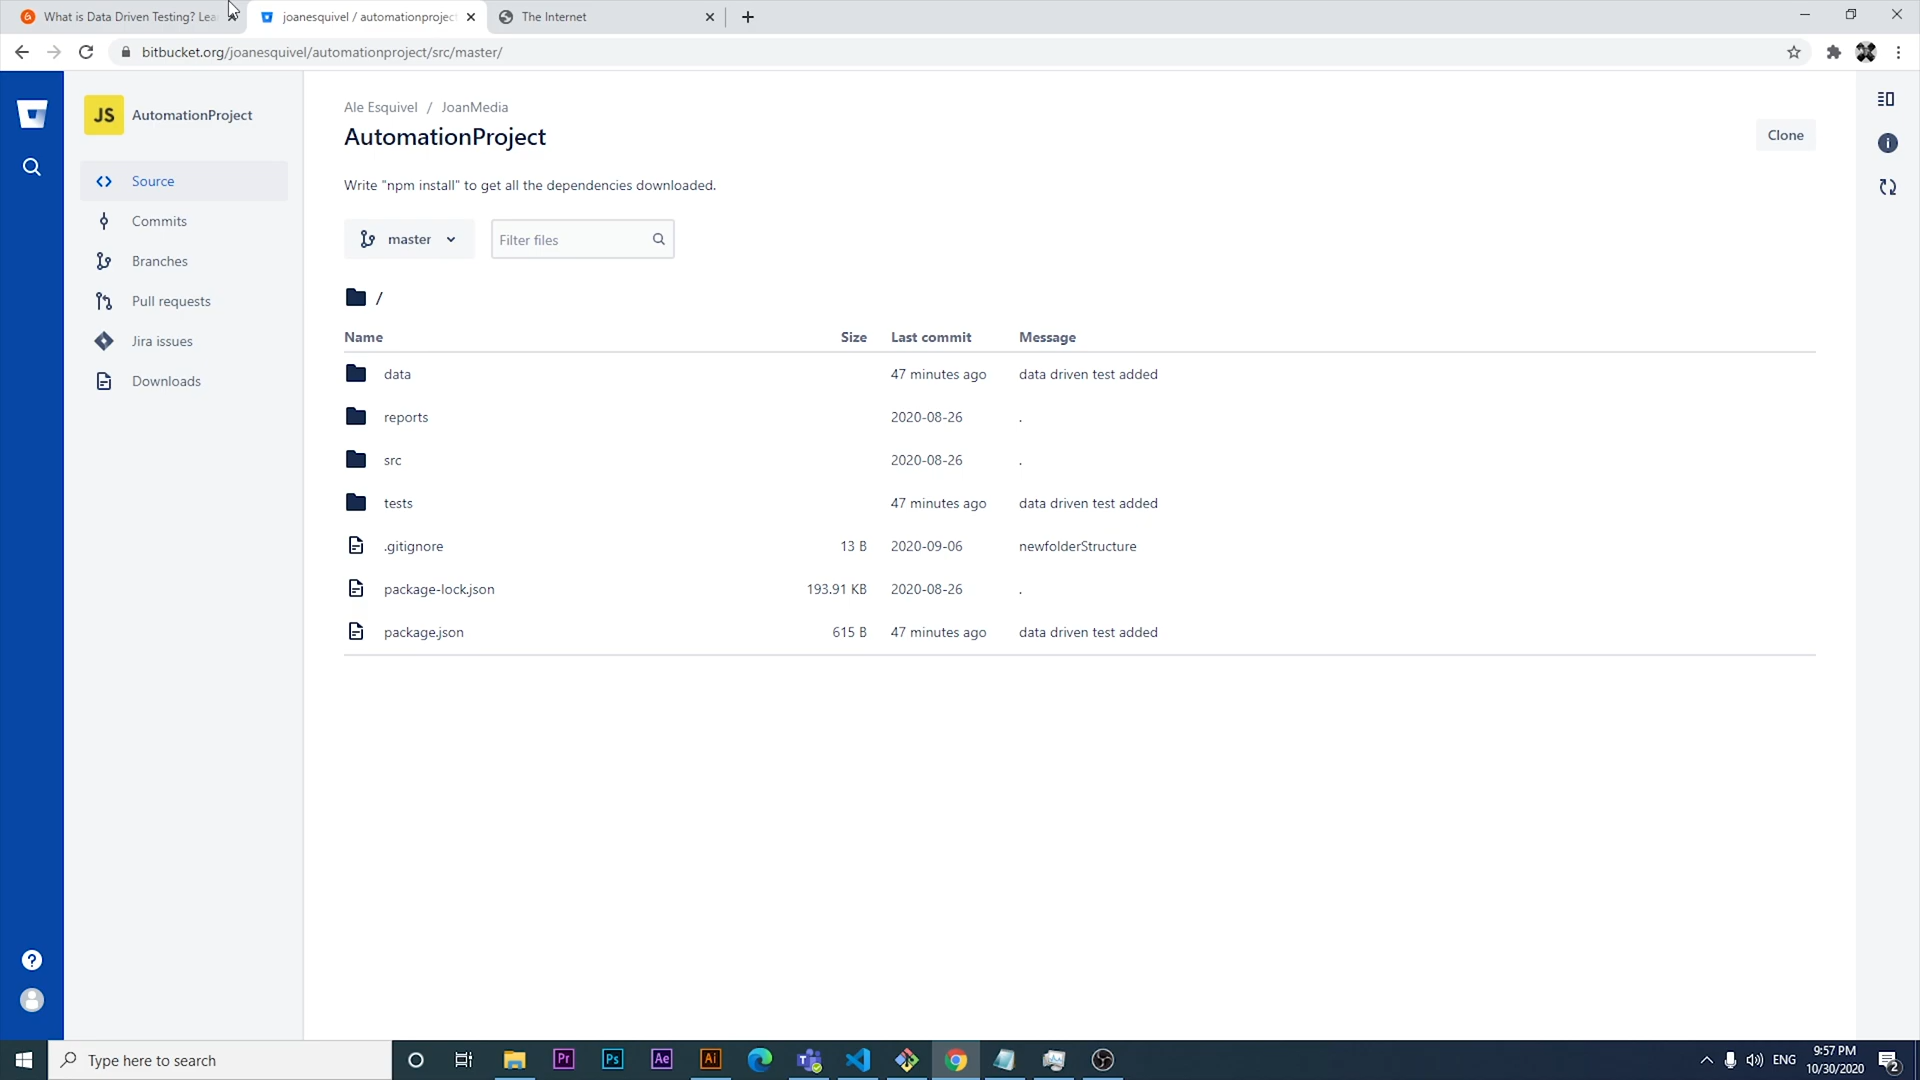 What is Data Driven Testing? Lea
joanesquivel / automationproject
The Internet
bitbucket.org/joanesquivel/automationproject/src/master/
JS AutomationProject
Source
Commits
Branches
Pull requests
Jira issues
Downloads
Ale Esquivel / JoanMedia
AutomationProject
Clone
Write "npm install" to get all the dependencies downloaded.
master
Filter files
/
Name Size Last commit Message
data 47 minutes ago data driven test added
reports 2020-08-26 .
src 2020-08-26 .
tests 47 minutes ago data driven test added
.gitignore 13 B 2020-09-06 newfolderStructure
package-lock.json 193.91 KB 2020-08-26 .
package.json 615 B 47 minutes ago data driven test added
Type here to search
Pr
Ps
Ae
Ai
ENG
9:57 PM
10/30/2020
2